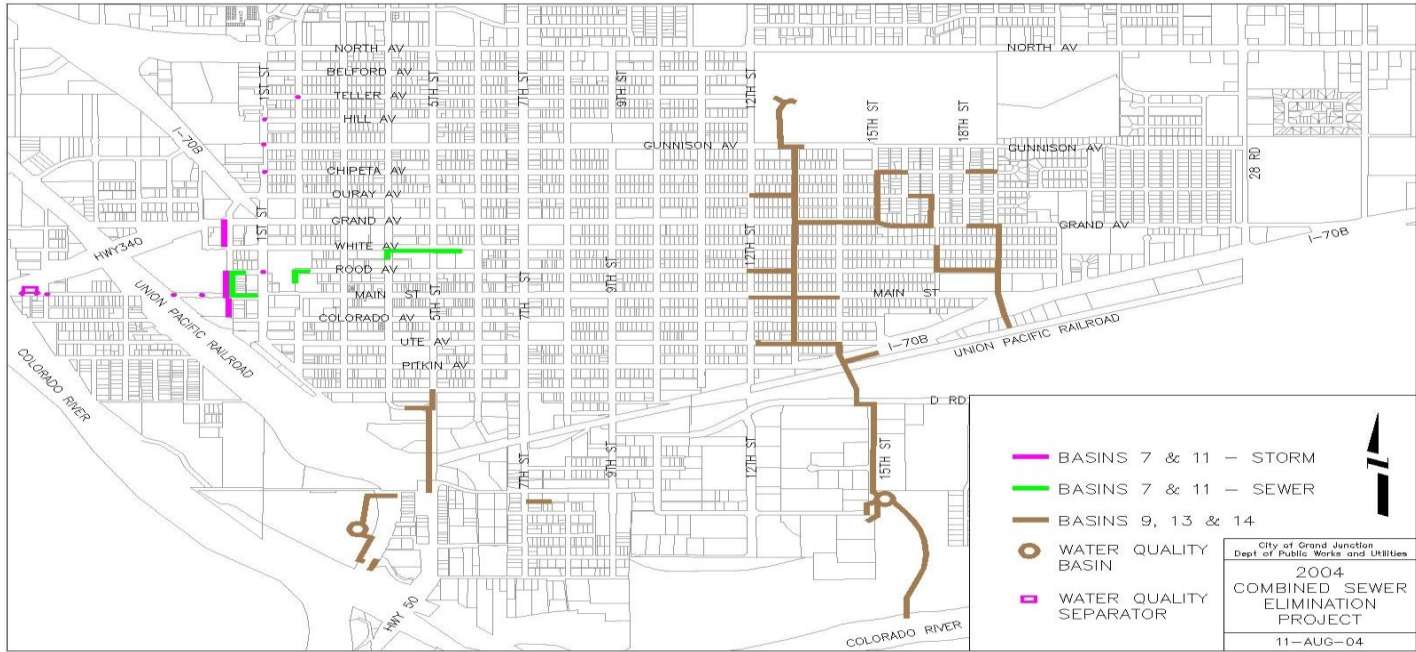 NORTH AV
NORTH AV
BELFORD AV
TELLER AV
HILL AV
GUNNISON AV
GUNNISON AV
CHIPETA AV
OURAY AV
GRAND AV
GRAND AV
WHITE AV
ROOD AV
MAIN ST
MAIN ST
COLORADO AV
UTE AV
PITKIN AV
1ST ST
1ST ST
5TH ST
5TH ST
7TH ST
7TH
7TH ST
9TH ST
9TH ST
9TH ST
12TH ST
12TH ST
12TH ST
15TH ST
15TH ST
18TH ST
28 RD
I-70B
I-70B
I-70B
HWY340
UNION PACIFIC RAILROAD
UNION PACIFIC RAILROAD
COLORADO RIVER
D RD
HWY 50
COLORADO RIVER
BASINS 7 & 11 – STORM
BASINS 7 & 11 – SEWER
BASINS 9, 13 & 14
WATER QUALITY
BASIN
WATER QUALITY
SEPARATOR
City of Grand Junction
Dept of Public Works and Utilities
2004
COMBINED SEWER
ELIMINATION
PROJECT
11-AUG-04